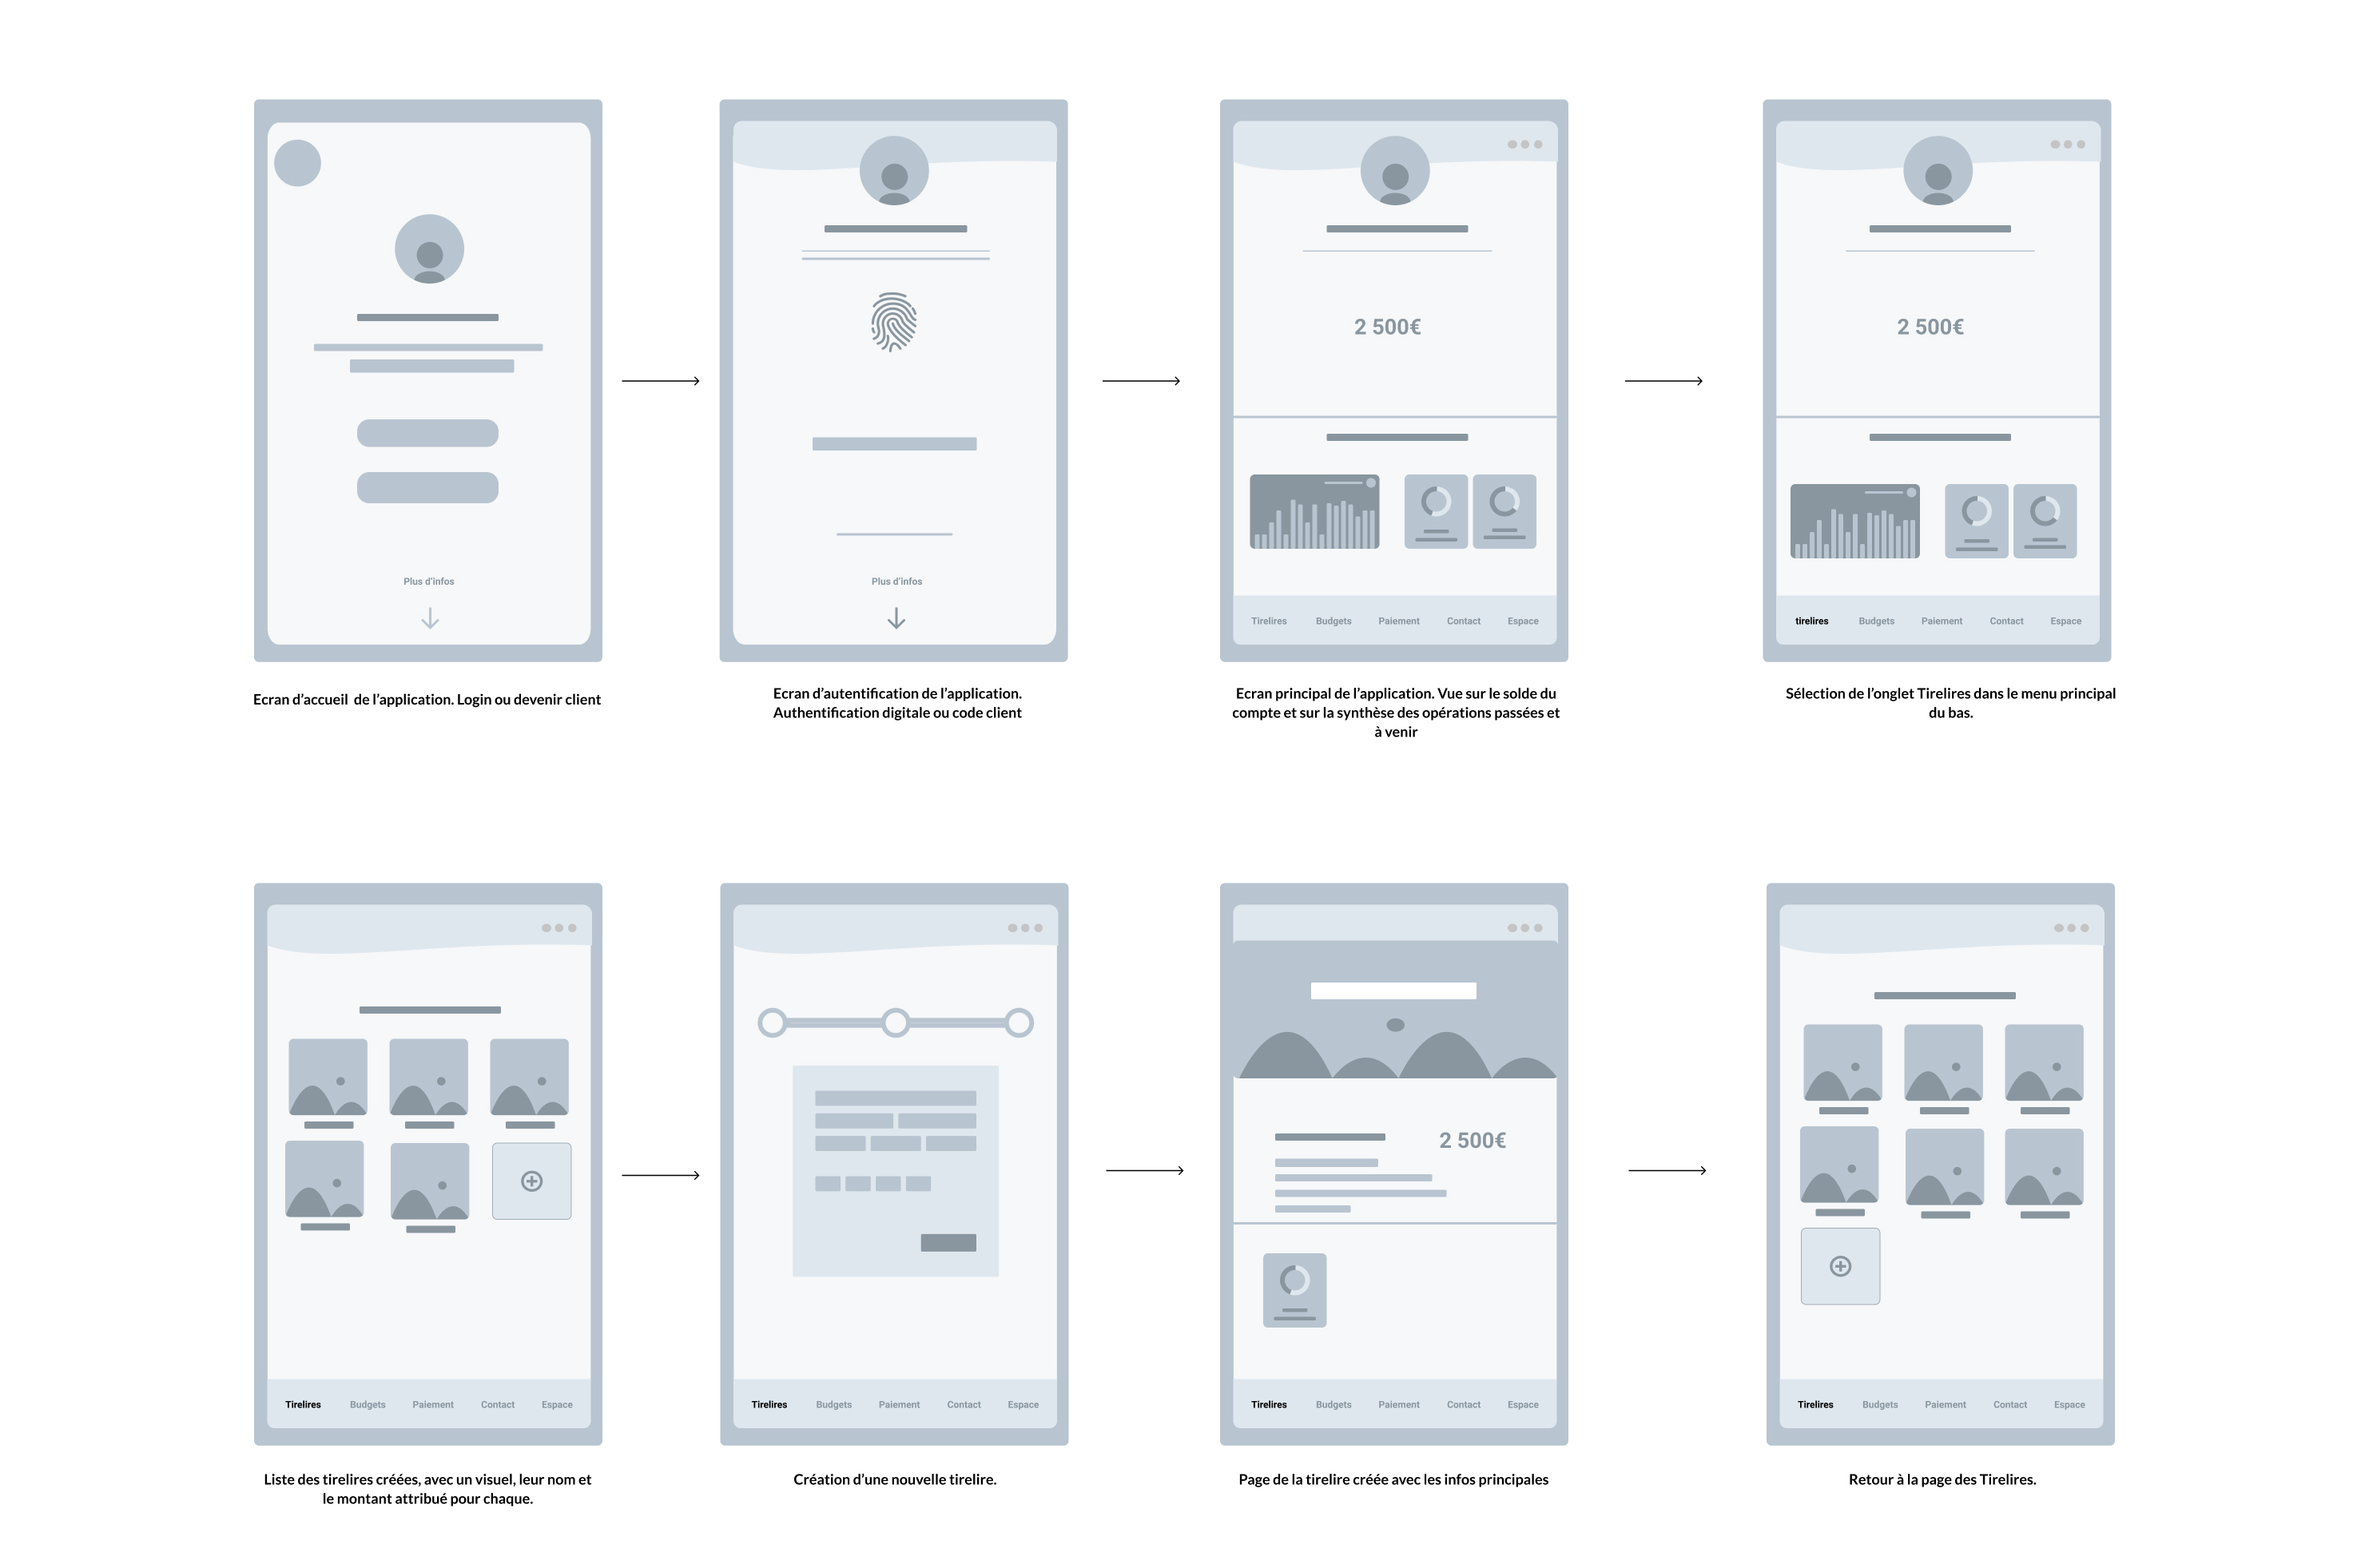 Plus d'infos
Plus d'infos
2 500€
Tirelires Budgets Paiement Contact Espace
2 500€
tirelires Budgets Paiement Contact Espace
Ecran d'accueil de l'application. Login ou devenir client
Ecran d'autentification de l'application.
Authentification digitale ou code client
Ecran principal de l'application. Vue sur le solde du
compte et sur la synthèse des opérations passées et
à venir
Sélection de l'onglet Tirelires dans le menu principal
du bas.
Tirelires Budgets Paiement Contact Espace
Tirelires Budgets Paiement Contact Espace
2 500€
Tirelires Budgets Paiement Contact Espace
Tirelires Budgets Paiement Contact Espace
Liste des tirelires créées, avec un visuel, leur nom et
le montant attribué pour chaque.
Création d'une nouvelle tirelire.
Page de la tirelire créée avec les infos principales
Retour à la page des Tirelires.